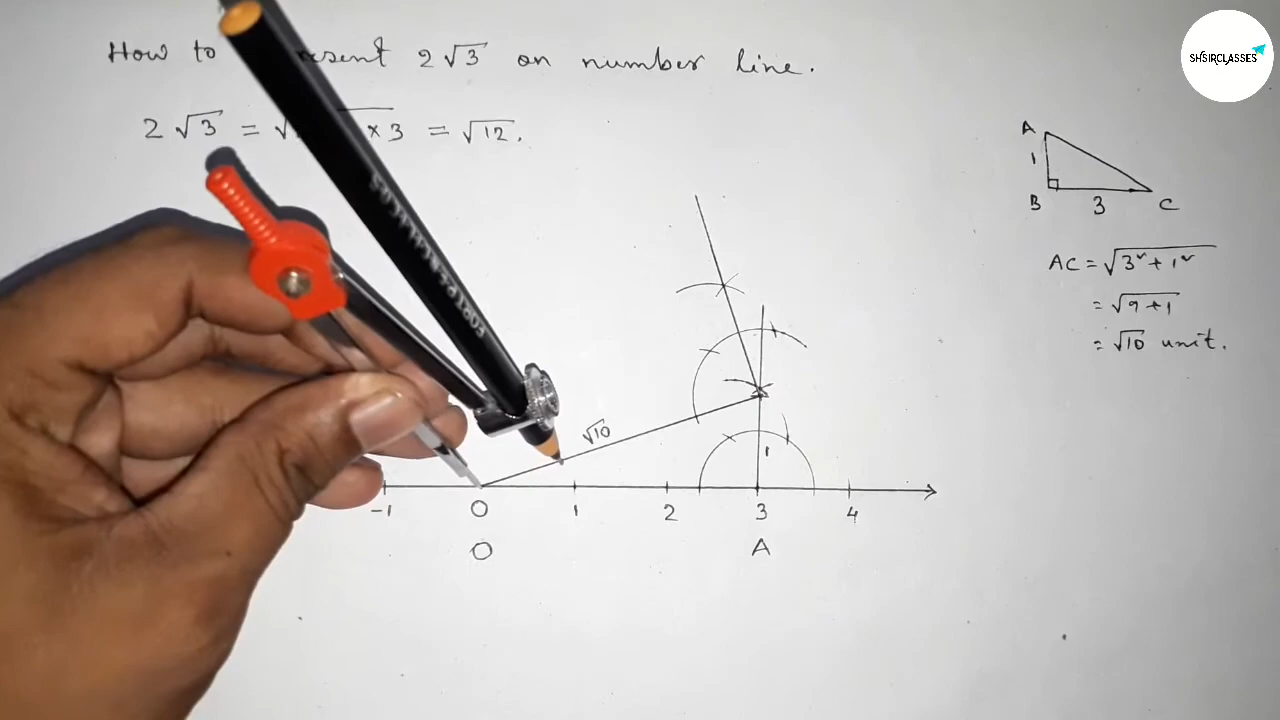 How to 2√3 on number line.
2√3 = × 3 = √12.
SHSIRCLASSES
A
1
B 3 C
AC = √3² + 1²
= √9 + 1
= √10 unit.
√10
1
-1 0 1 2 3 4
O A